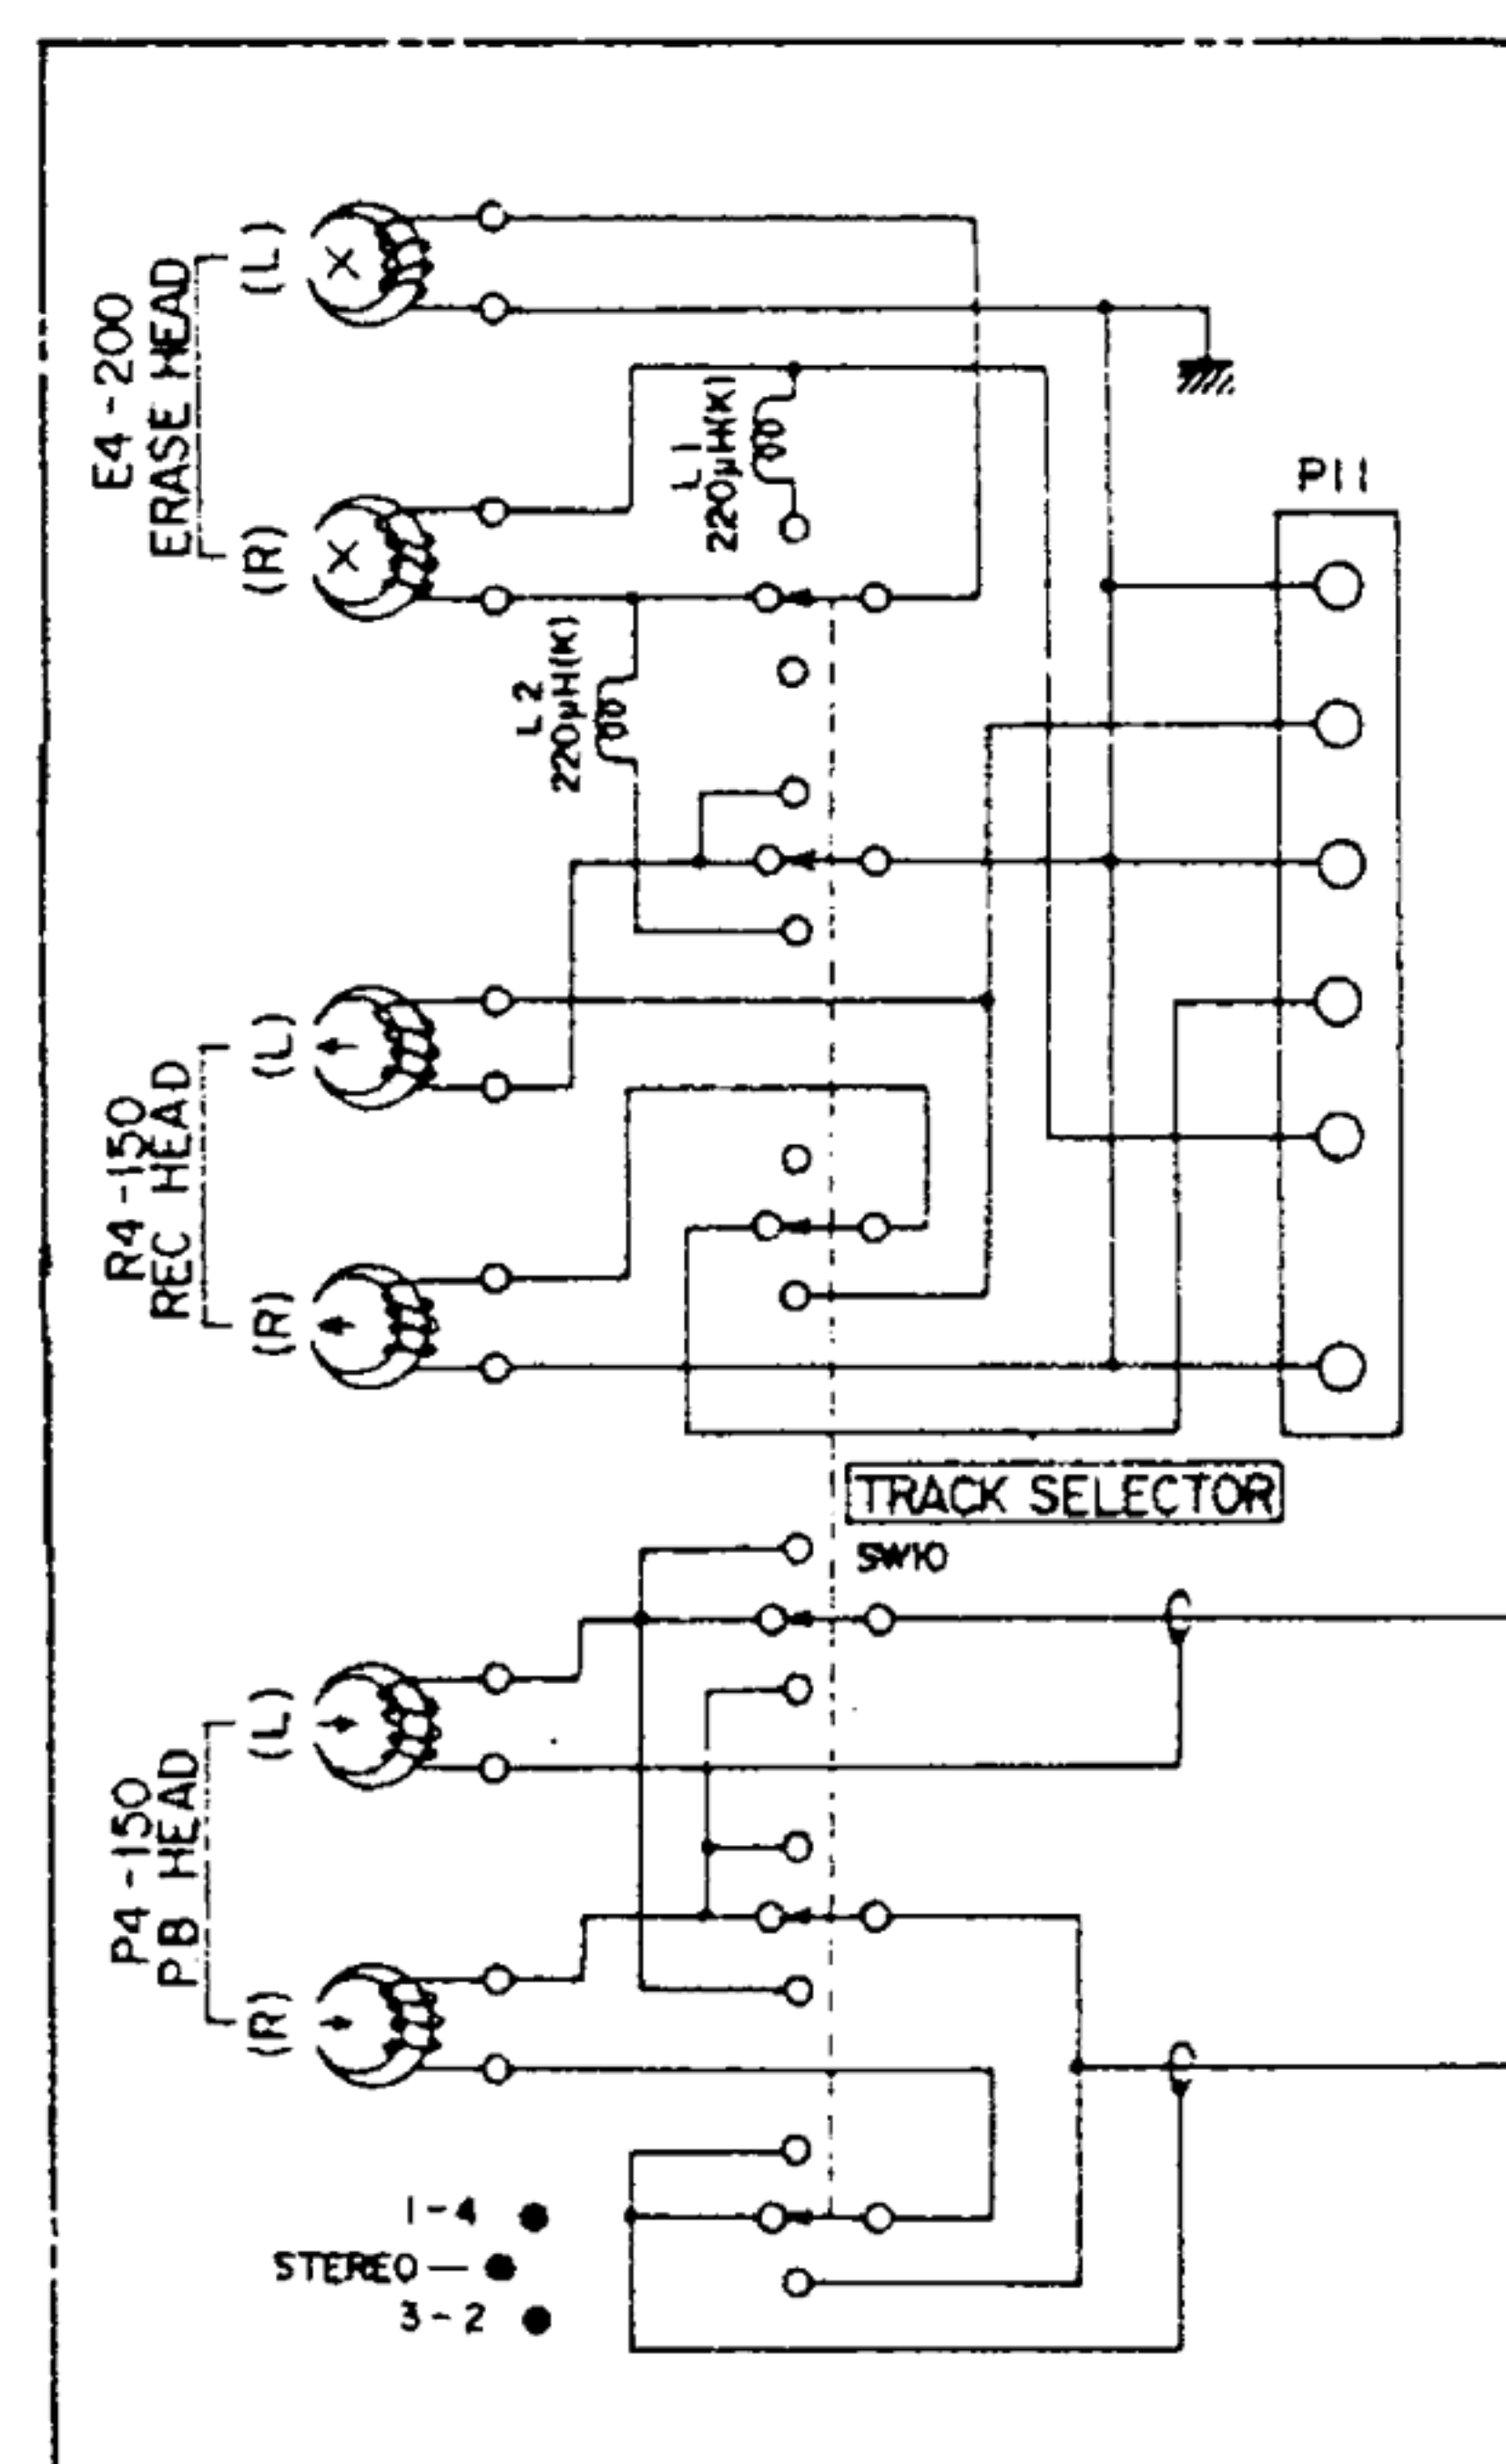 E4-200
ERASE HEAD
(L)
(R)
L1
220μH(K)
L2
220μH(K)
P11
R4-150
REC HEAD
(L)
(R)
TRACK SELECTOR
SW10
P4-150
PB HEAD
(L)
(R)
1-4
STEREO
3-2